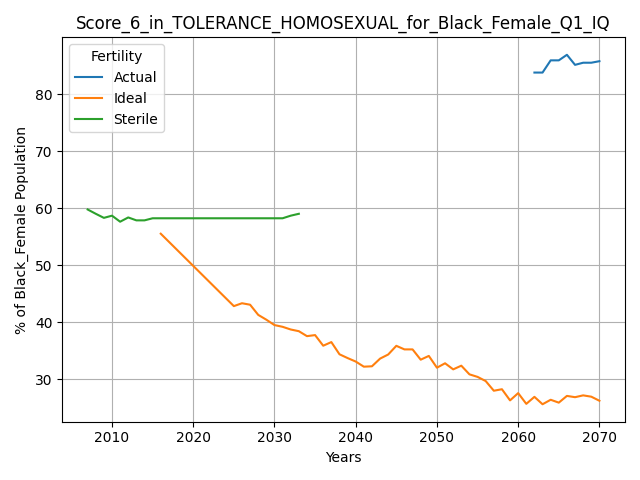 Score_6_in_TOLERANCE_HOMOSEXUAL_for_Black_Female_Q1_IQ
Fertility
Actual
Ideal
Sterile
% of Black_Female Population
80
70
60
50
40
30
2010 2020 2030 2040 2050 2060 2070
Years